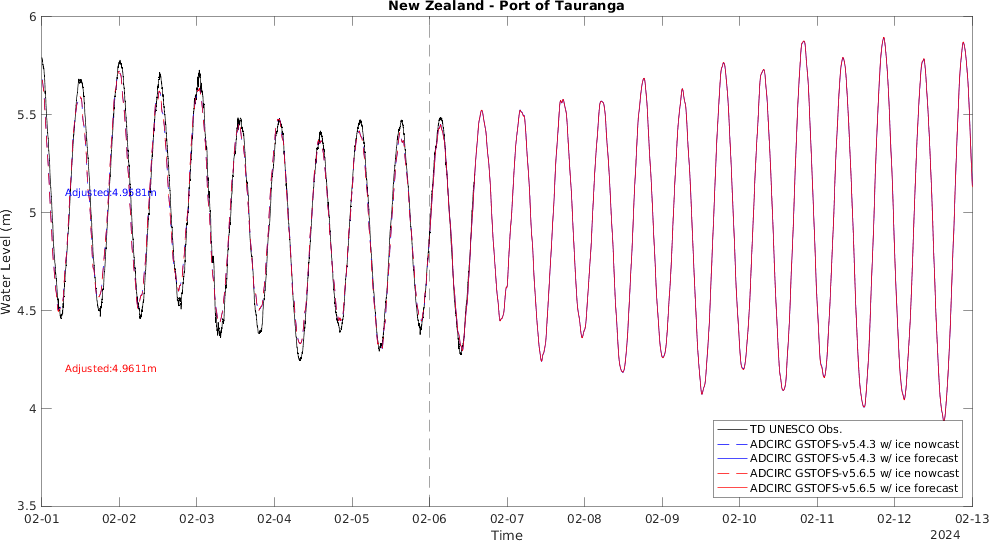 New Zealand - Port of Tauranga
6
5.5
5
4.5
4
3.5
Water Level (m)
Adjusted:4.9581m
Adjusted:4.9611m
TD UNESCO Obs.
ADCIRC GSTOFS-v5.4.3 w/ ice nowcast
ADCIRC GSTOFS-v5.4.3 w/ ice forecast
ADCIRC GSTOFS-v5.6.5 w/ ice nowcast
ADCIRC GSTOFS-v5.6.5 w/ ice forecast
02-01 02-02 02-03 02-04 02-05 02-06 02-07 02-08 02-09 02-10 02-11 02-12 02-13
Time
2024